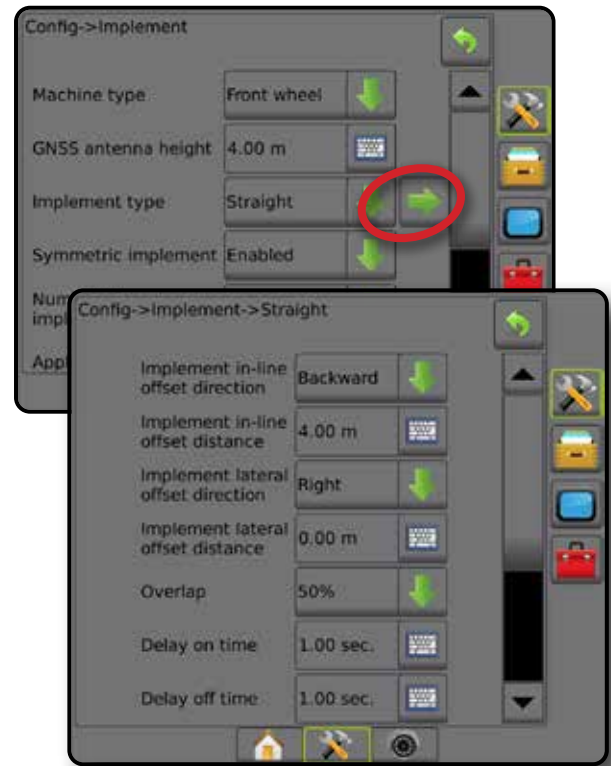 Config->Implement
Machine type Front wheel
GNSS antenna height 4.00 m
Implement type Straight
Symmetric implement Enabled
Config->Implement->Straight
Implement in-line
offset direction Backward
Implement in-line
offset distance 4.00 m
Implement lateral
offset direction Right
Implement lateral
offset distance 0.00 m
Overlap 50%
Delay on time 1.00 sec.
Delay off time 1.00 sec.